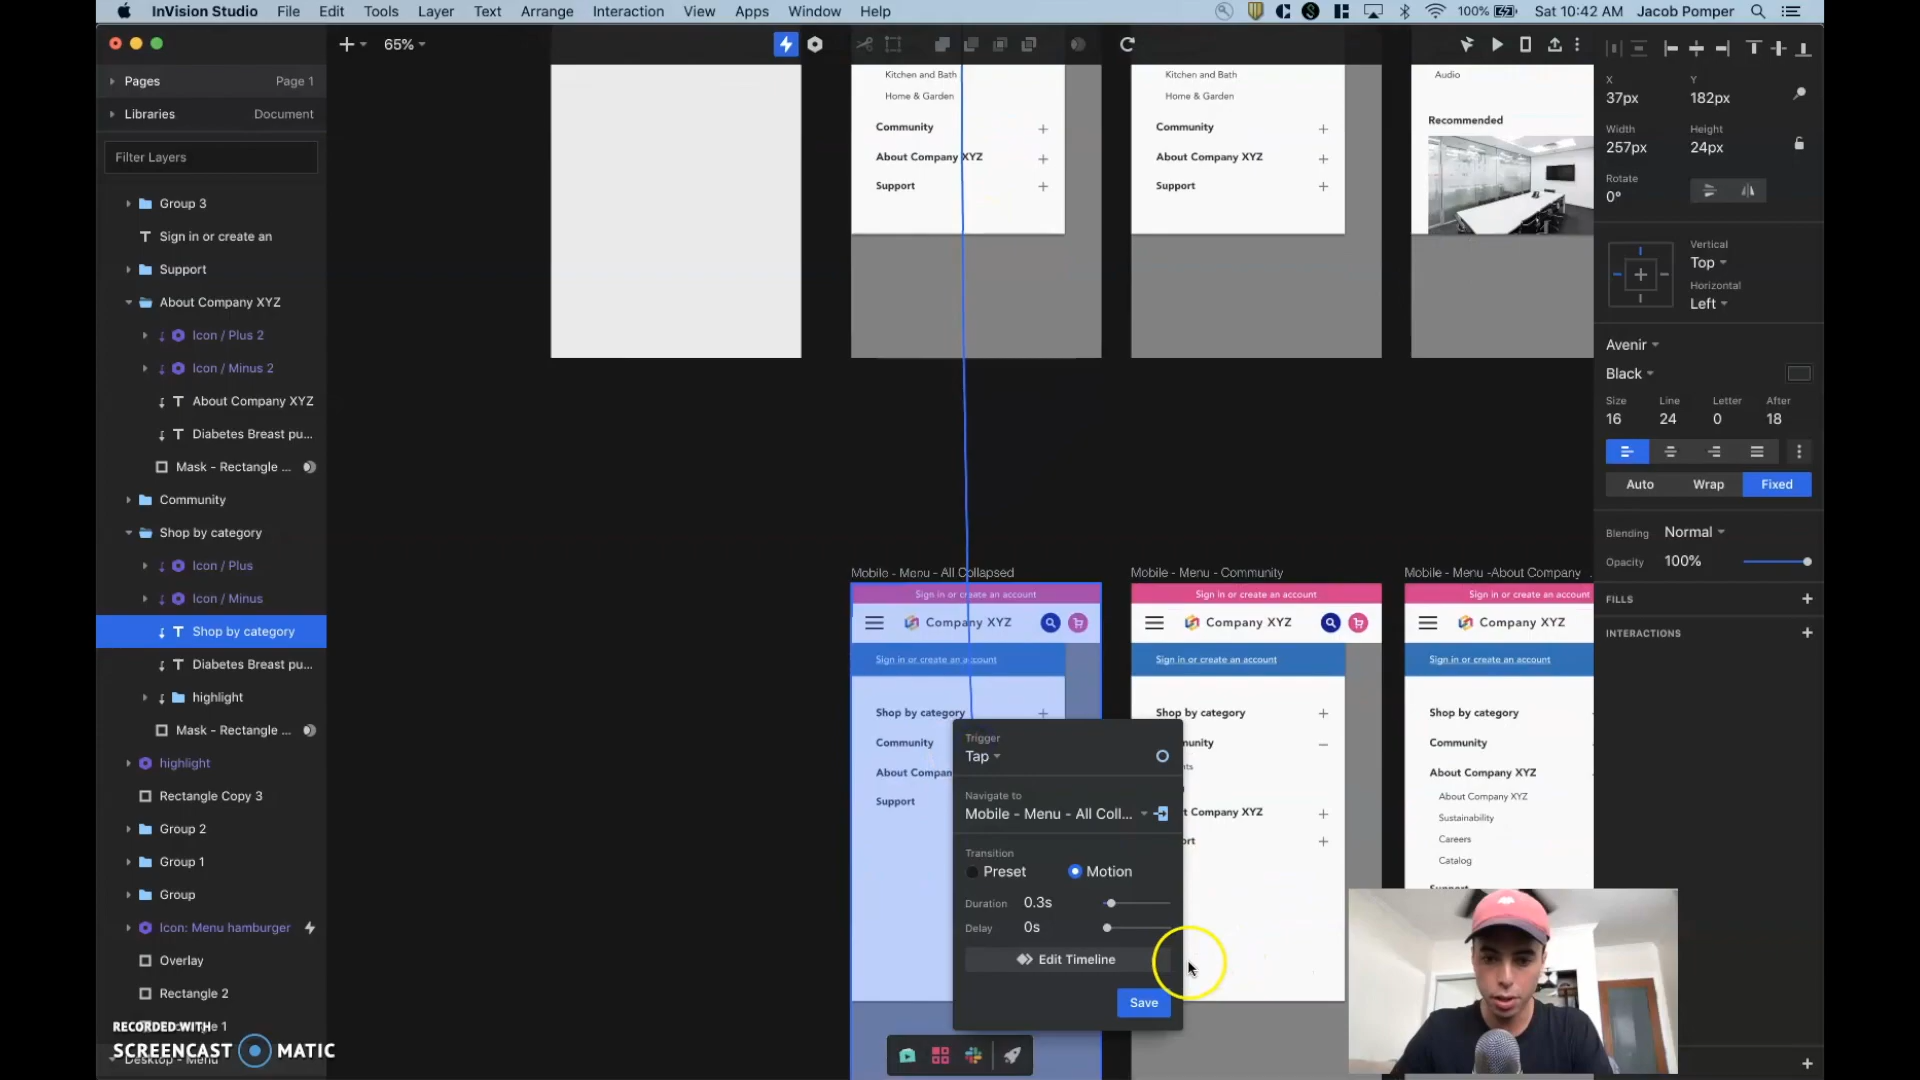 InVision Studio File Edit Tools Layer Text Arrange Interaction View Apps Window Help 100% Sat 10:42 AM Jacob Pomper
65%
Pages Page 1
Libraries Document
Filter Layers
Group 3
Sign in or create an
Support
About Company XYZ
Icon / Plus 2
Icon / Minus 2
About Company XYZ
Diabetes Breast pu...
Mask - Rectangle ...
Community
Shop by category
Icon / Plus
Icon / Minus
Shop by category
Diabetes Breast pu...
highlight
Mask - Rectangle ...
highlight
Rectangle Copy 3
Group 2
Group 1
Group
Icon: Menu hamburger
Overlay
Rectangle 2
RECORDED WITH
SCREENCAST MATIC
Desktop - Menu
Kitchen and Bath
Home & Garden
Community
About Company XYZ
Support
Kitchen and Bath
Home & Garden
Community
About Company XYZ
Support
Audio
Recommended
Mobile - Menu - All Collapsed
Sign in or create an account
Company XYZ
Sign in or create an account
Shop by category
Community
About Compan
Support
Mobile - Menu - Community
Sign in or create an account
Company XYZ
Sign in or create an account
Shop by category
Mobile - Menu -About Company
Sign in or create an account
Company XYZ
Sign in or create an account
Shop by category
Community
About Company XYZ
About Company XYZ
Sustainability
Careers
Catalog
Trigger
Tap
Navigate to
Mobile - Menu - All Coll...
Transition
Preset Motion
Duration 0.3s
Delay 0s
Edit Timeline
Save
X Y
37px 182px
Width Height
257px 24px
Rotate
0°
Vertical
Top
Horizontal
Left
Avenir
Black
Size Line Letter After
16 24 0 18
Auto Wrap Fixed
Blending Normal
Opacity 100%
FILLS
INTERACTIONS